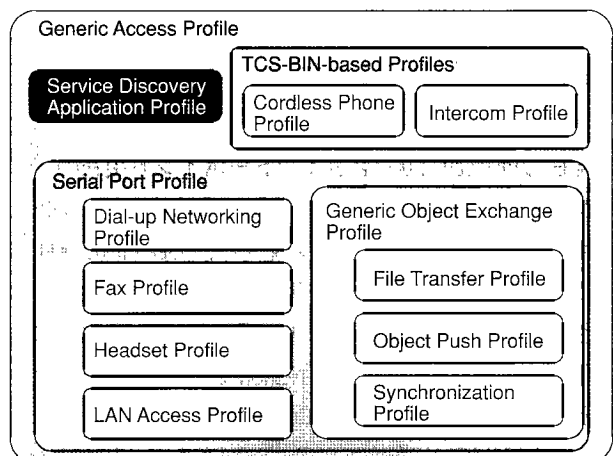 Generic Access Profile
Service Discovery
Application Profile
TCS-BIN-based Profiles
Cordless Phone
Profile
Intercom Profile
Serial Port Profile
Dial-up Networking
Profile
Fax Profile
Headset Profile
LAN Access Profile
Generic Object Exchange
Profile
File Transfer Profile
Object Push Profile
Synchronization
Profile